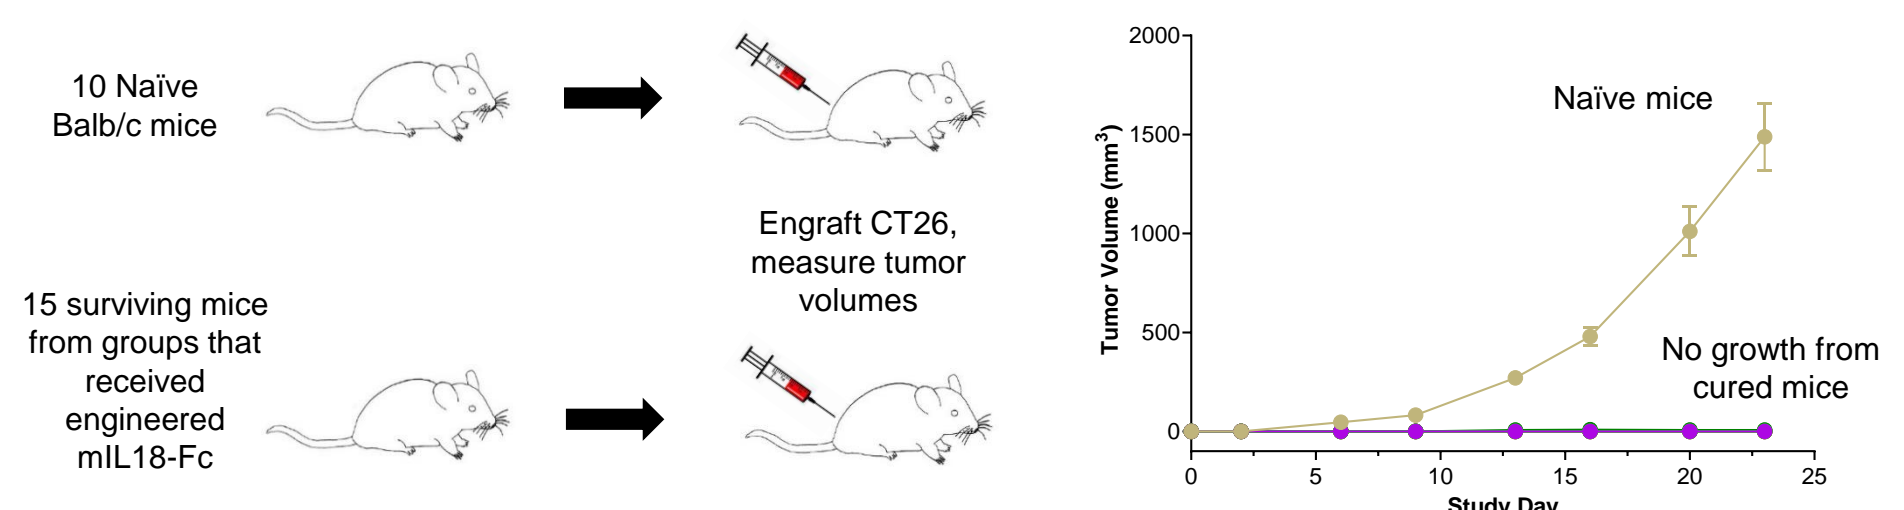 10 Naïve
Balb/c mice
15 surviving mice
from groups that
received
engineered
mIL18-Fc
Engraft CT26,
measure tumor
volumes
Tumor Volume (mm³)
2000
1500
1000
500
0
Naïve mice
No growth from
cured mice
0 5 10 15 20 25
Study Day